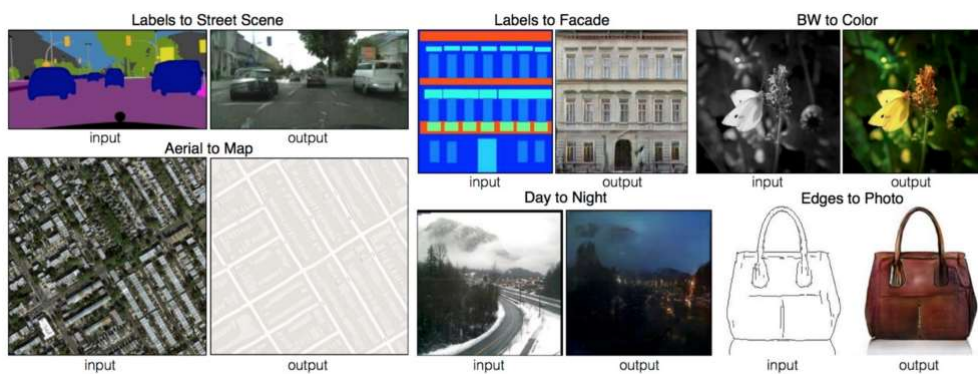 Labels to Street Scene
input
output
Aerial to Map
input
output
Labels to Facade
input
output
BW to Color
input
output
Day to Night
input
output
Edges to Photo
input
output